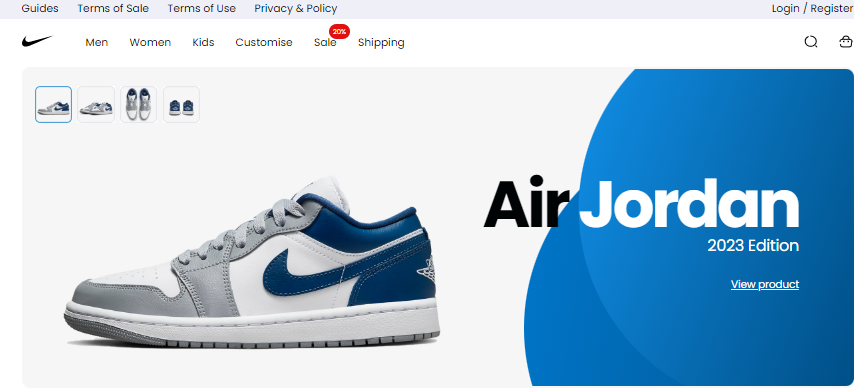 Guides Terms of Sale Terms of Use Privacy & Policy Login / Register
20%
Men Women Kids Customise Sale Shipping
Air Jordan
2023 Edition
View product